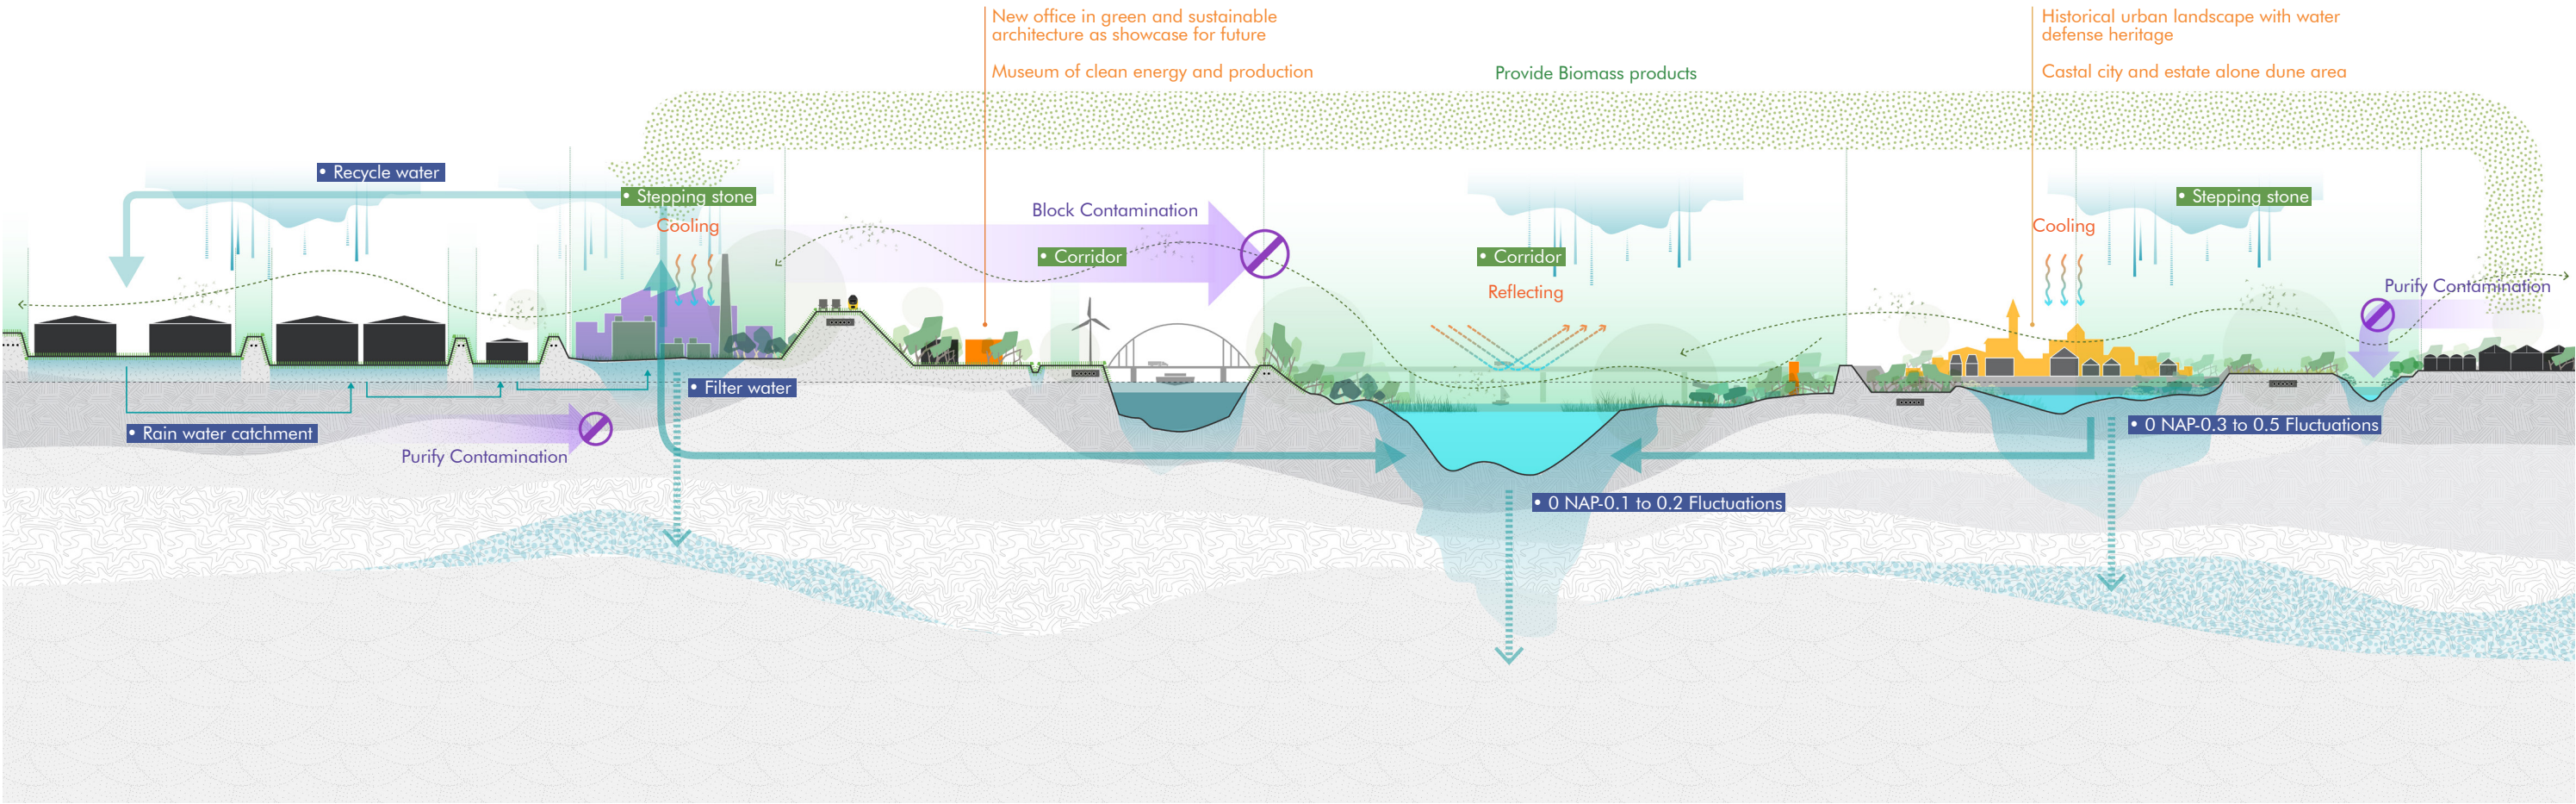 New office in green and sustainable
architecture as showcase for future
Museum of clean energy and production
Historical urban landscape with water
defense heritage
Castal city and estate alone dune area
Provide Biomass products
• Recycle water
• Stepping stone
Cooling
Block Contamination
• Corridor
• Corridor
Reflecting
• Stepping stone
Cooling
Purify Contamination
• Filter water
• Rain water catchment
Purify Contamination
• 0 NAP-0.1 to 0.2 Fluctuations
• 0 NAP-0.3 to 0.5 Fluctuations